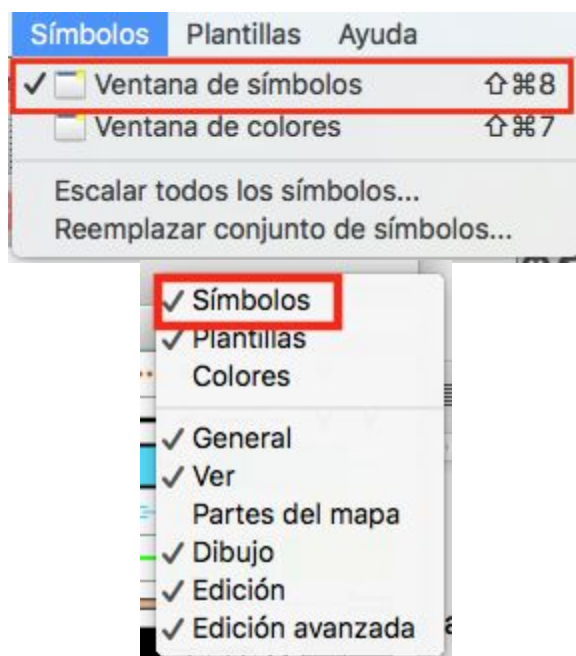 Símbolos Plantillas Ayuda
✓ Ventana de símbolos ⇧⌘8
Ventana de colores ⇧⌘7
Escalar todos los símbolos...
Reemplazar conjunto de símbolos...
✓ Símbolos
✓ Plantillas
Colores
✓ General
✓ Ver
Partes del mapa
✓ Dibujo
✓ Edición
✓ Edición avanzada